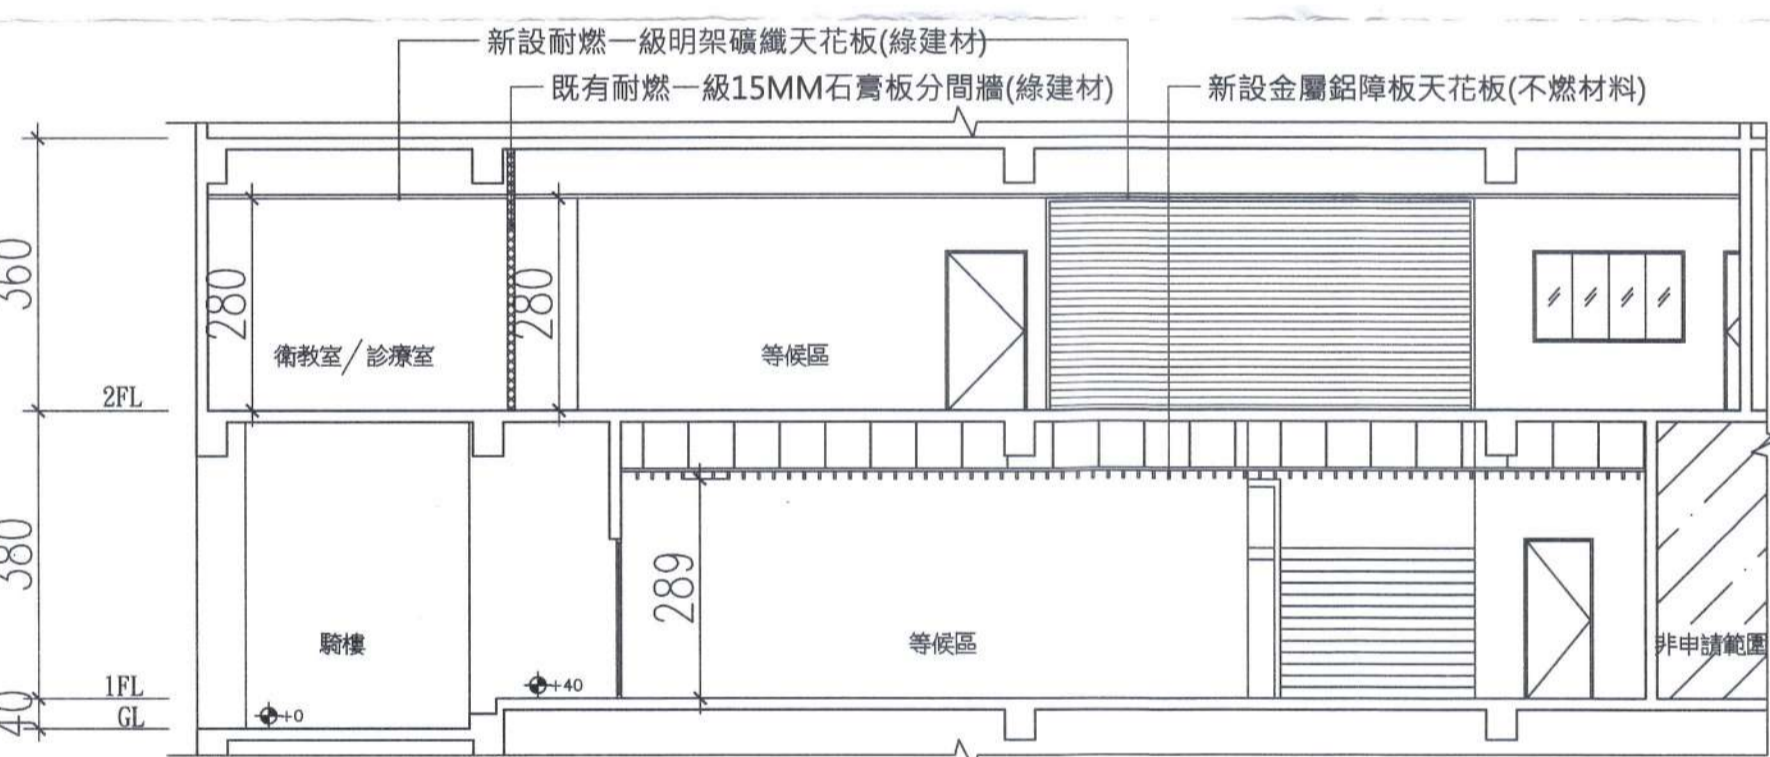 新設耐燃一級明架礦纖天花板(綠建材)
既有耐燃一級15MM石膏板分間牆(綠建材)
新設金屬鋁障板天花板(不燃材料)
360
280
280
衛教室/診療室
等候區
2FL
380
289
騎樓
等候區
非申請範圍
1FL
+40
GL
+0
40